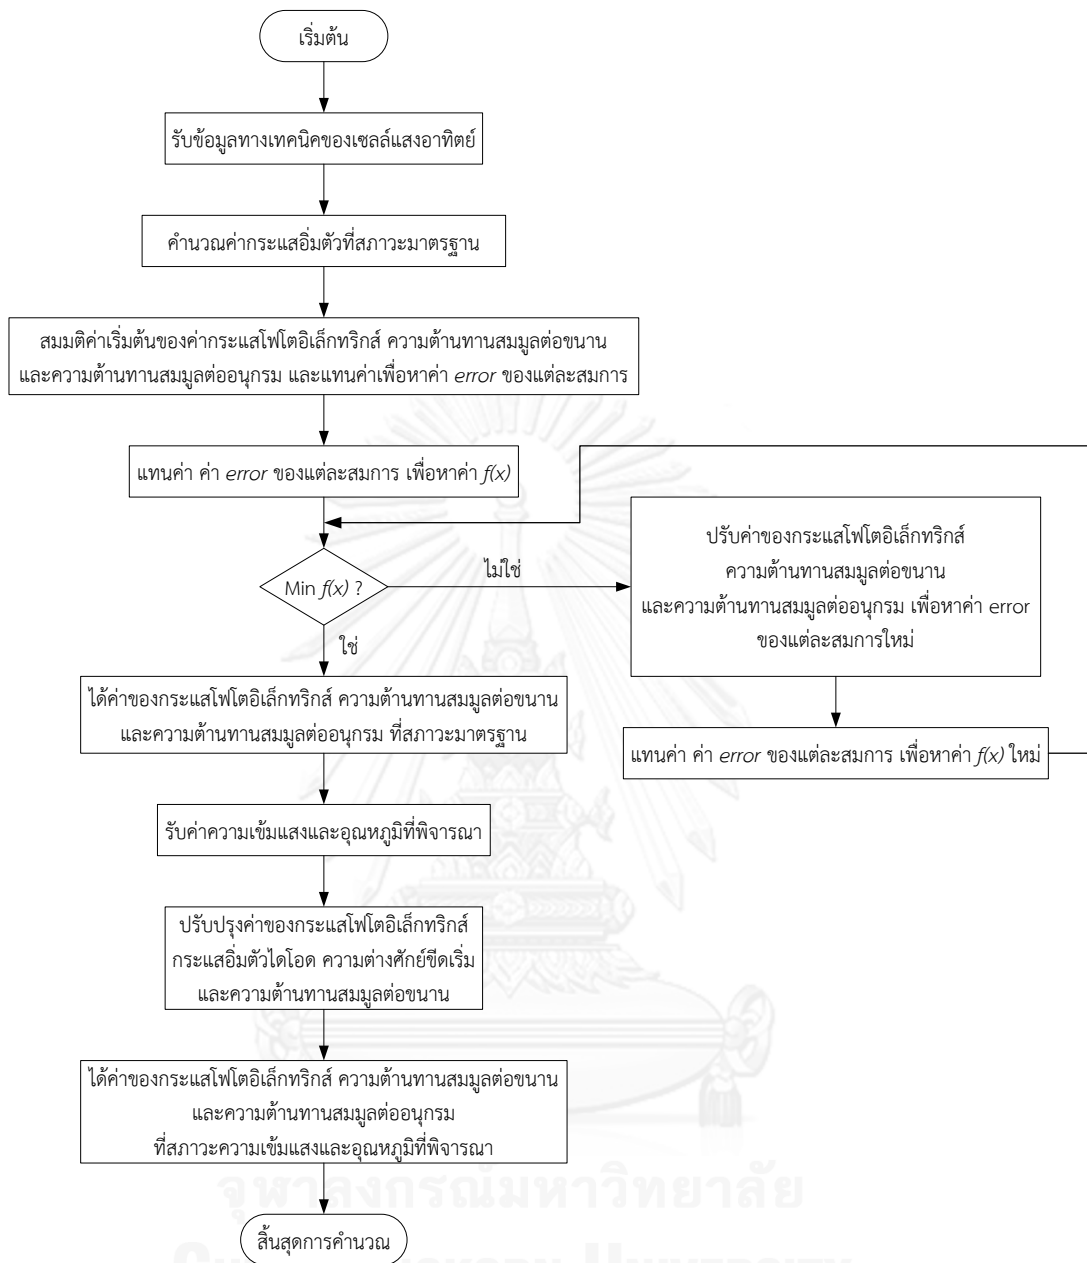 เริ่มต้น
รับข้อมูลทางเทคนิคของเซลล์แสงอาทิตย์
คำนวณค่ากระแสอิ่มตัวที่สภาวะมาตรฐาน
สมมติค่าเริ่มต้นของค่ากระแสโฟโตอิเล็กทริกส์ ความต้านทานสมมูลต่อขนาน
และความต้านทานสมมูลต่ออนุกรม และแทนค่าเพื่อหาค่า error ของแต่ละสมการ
แทนค่า ค่า error ของแต่ละสมการ เพื่อหาค่า f(x)
Min f(x) ?
ไม่ใช่
ปรับค่าของกระแสโฟโตอิเล็กทริกส์
ความต้านทานสมมูลต่อขนาน
และความต้านทานสมมูลต่ออนุกรม เพื่อหาค่า error
ของแต่ละสมการใหม่
แทนค่า ค่า error ของแต่ละสมการ เพื่อหาค่า f(x) ใหม่
ใช่
ได้ค่าของกระแสโฟโตอิเล็กทริกส์ ความต้านทานสมมูลต่อขนาน
และความต้านทานสมมูลต่ออนุกรม ที่สภาวะมาตรฐาน
รับค่าความเข้มแสงและอุณหภูมิที่พิจารณา
ปรับปรุงค่าของกระแสโฟโตอิเล็กทริกส์
กระแสอิ่มตัวไดโอด ความต่างศักย์ขีดเริ่ม
และความต้านทานสมมูลต่อขนาน
ได้ค่าของกระแสโฟโตอิเล็กทริกส์ ความต้านทานสมมูลต่อขนาน
และความต้านทานสมมูลต่ออนุกรม
ที่สภาวะความเข้มแสงและอุณหภูมิที่พิจารณา
จุฬาลงกรณ์มหาวิทยาลัย
สิ้นสุดการคำนวณ